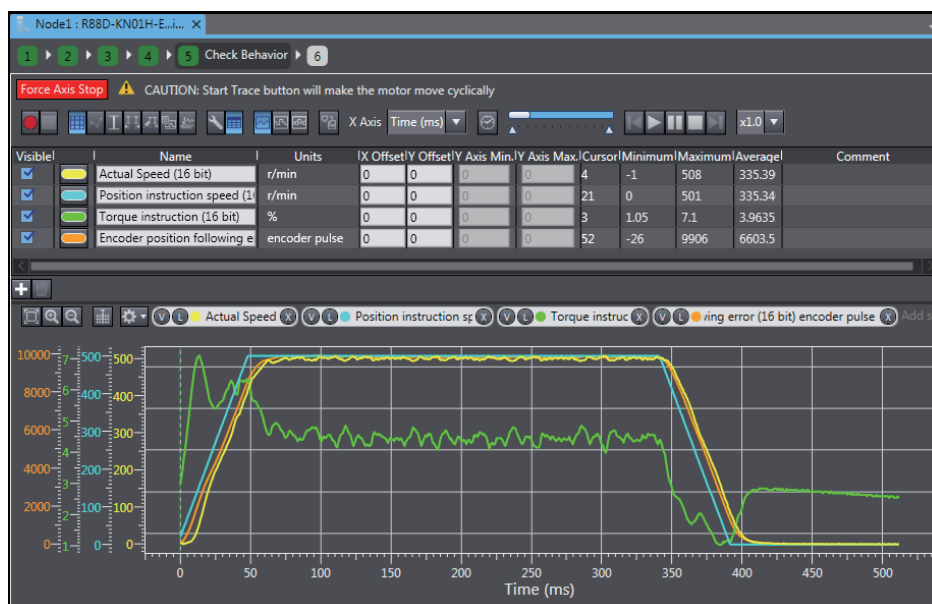 Node1 : R88D-KN01H-E...i... ×
1 2 3 4 5 Check Behavior 6
Force Axis Stop CAUTION: Start Trace button will make the motor move cyclically
X Axis Time (ms) x1.0
Visible Name Units X Offset Y Offset Y Axis Min. Y Axis Max. Cursor Minimum Maximum Average Comment
Actual Speed (16 bit) r/min 0 0 0 0 4 -1 508 335.39
Position instruction speed (1 r/min 0 0 0 0 21 0 501 335.34
Torque instruction (16 bit) % 0 0 0 0 3 1.05 7.1 3.9635
Encoder position following e encoder pulse 0 0 0 0 52 -26 9906 6603.5
V L Actual Speed X V L Position instruction sp X V L Torque instruc X V L ing error (16 bit) encoder pulse X Add s
10000 7 500 500
8000 6 400 400
6000 5 300 300
4000 4 200 200
2000 3 100 100
0 2 0 0
1
0 50 100 150 200 250 300 350 400 450 500
Time (ms)